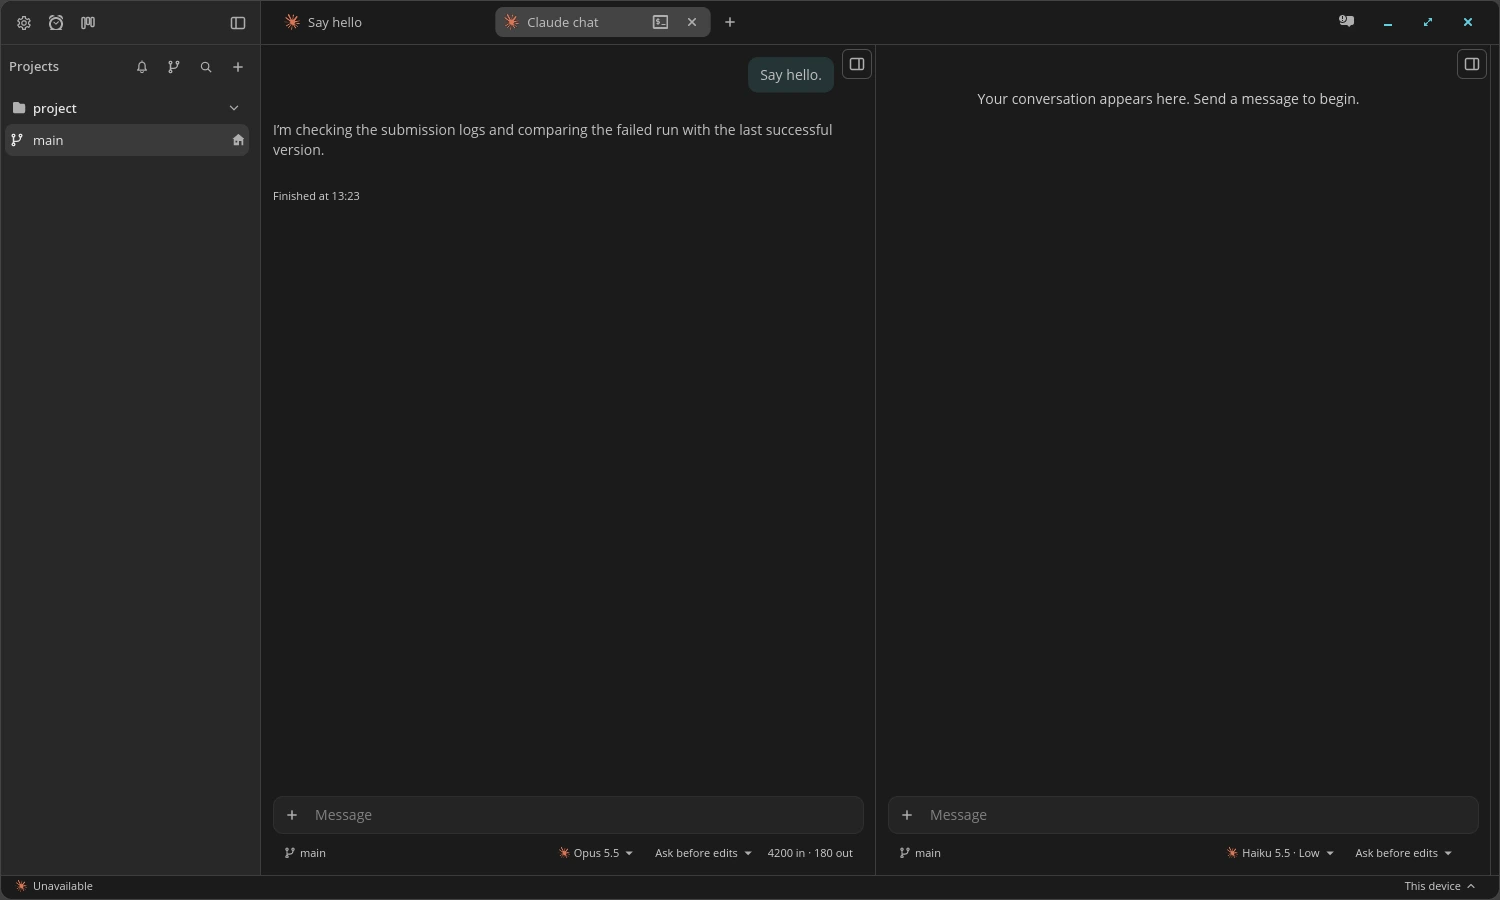 Say hello
Claude chat
Projects
project
main
Say hello.
I'm checking the submission logs and comparing the failed run with the last successful
version.
Finished at 13:23
Message
main
Opus 5.5
Ask before edits
4200 in · 180 out
Your conversation appears here. Send a message to begin.
Message
main
Haiku 5.5 · Low
Ask before edits
Unavailable
This device